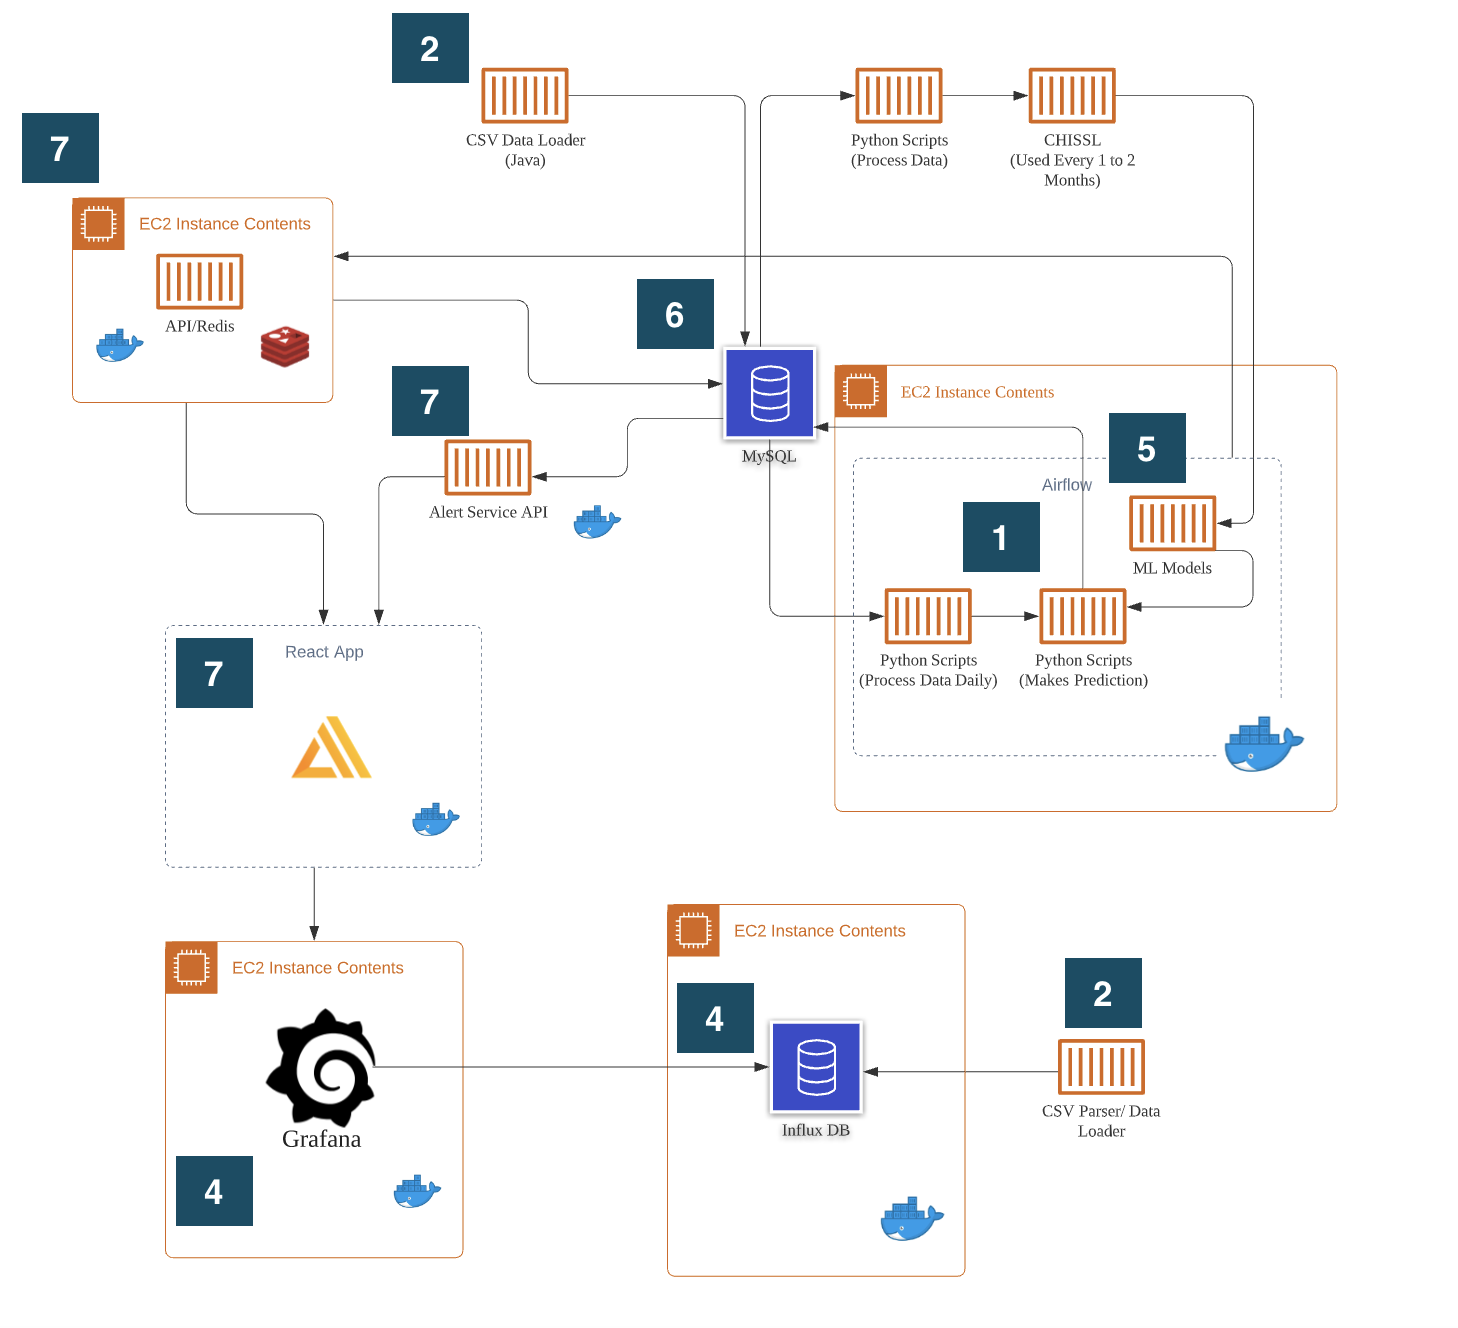 2
CSV Data Loader
(Java)
Python Scripts
(Process Data)
CHISSL
(Used Every 1 to 2
Months)
7
EC2 Instance Contents
API/Redis
6
MySQL
7
Alert Service API
EC2 Instance Contents
5
Airflow
ML Models
1
Python Scripts
(Process Data Daily)
Python Scripts
(Makes Prediction)
7
React App
EC2 Instance Contents
Grafana
4
EC2 Instance Contents
4
Influx DB
2
CSV Parser/ Data
Loader